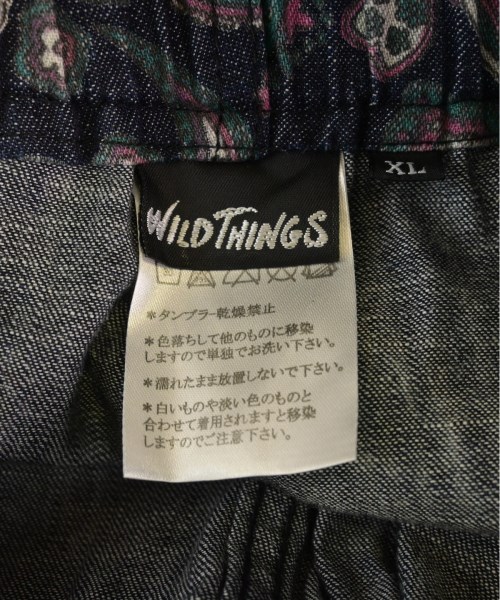 WILD THINGS
XL
＊タンブラー乾燥禁止
＊色落ちして他のものに移染
しますので単独でお洗い下さい。
＊濡れたまま放置しないで下さい。
＊白いものや淡い色のものと
合わせて着用されますと移染
しますのでご注意下さい。